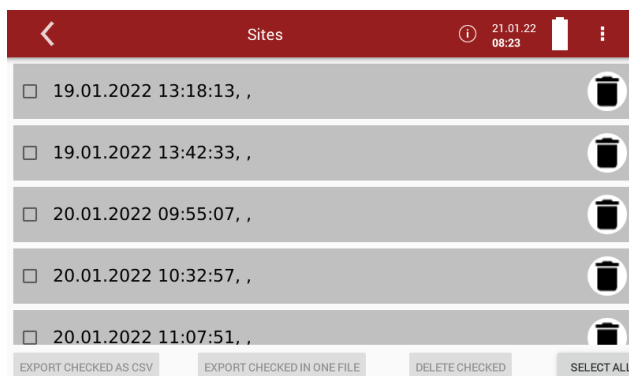 Sites
21.01.22
08:23
19.01.2022 13:18:13, ,
19.01.2022 13:42:33, ,
20.01.2022 09:55:07, ,
20.01.2022 10:32:57, ,
20.01.2022 11:07:51, ,
EXPORT CHECKED AS CSV EXPORT CHECKED IN ONE FILE DELETE CHECKED SELECT ALL